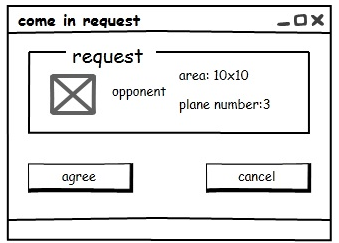 come in request
request
area: 10x10
opponent
plane number:3
agree
cancel